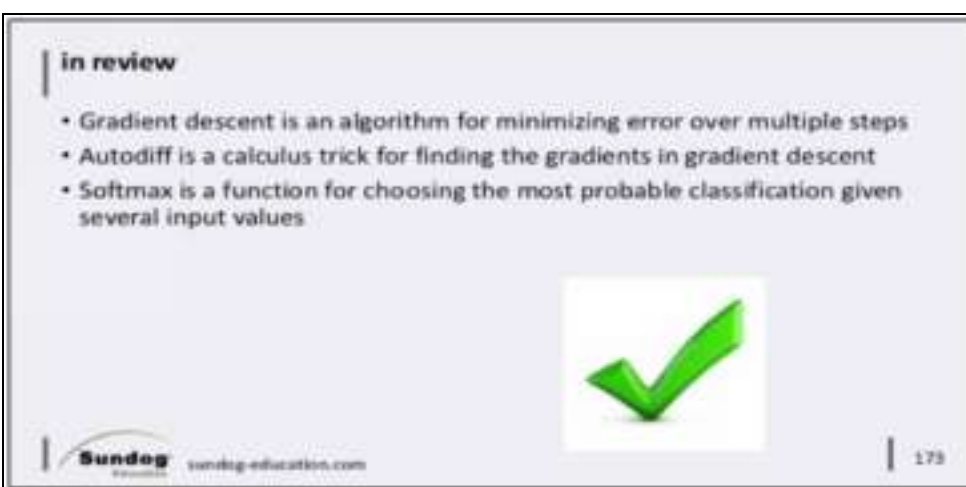 in review
• Gradient descent is an algorithm for minimizing error over multiple steps
• Autodiff is a calculus trick for finding the gradients in gradient descent
• Softmax is a function for choosing the most probable classification given
several input values
Sundog
Education
sundog-education.com
173